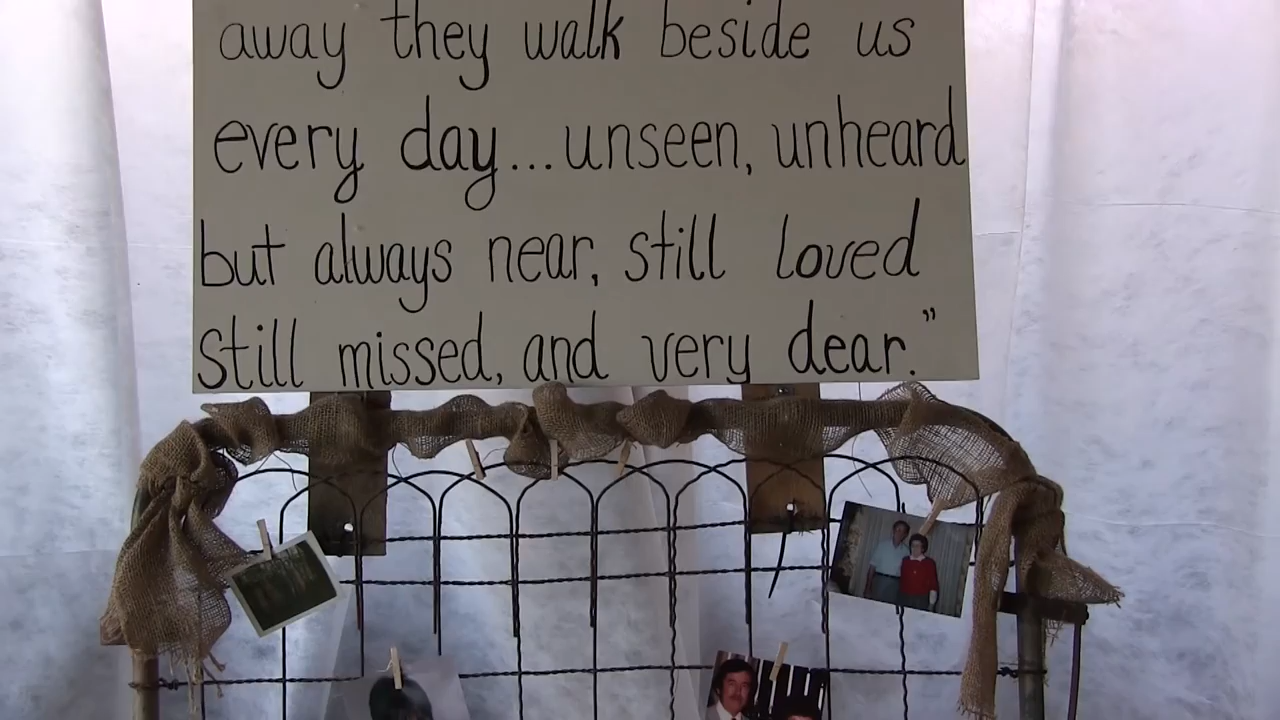 away they walk beside us
every day...unseen, unheard
but always near, still loved
still missed, and very dear."